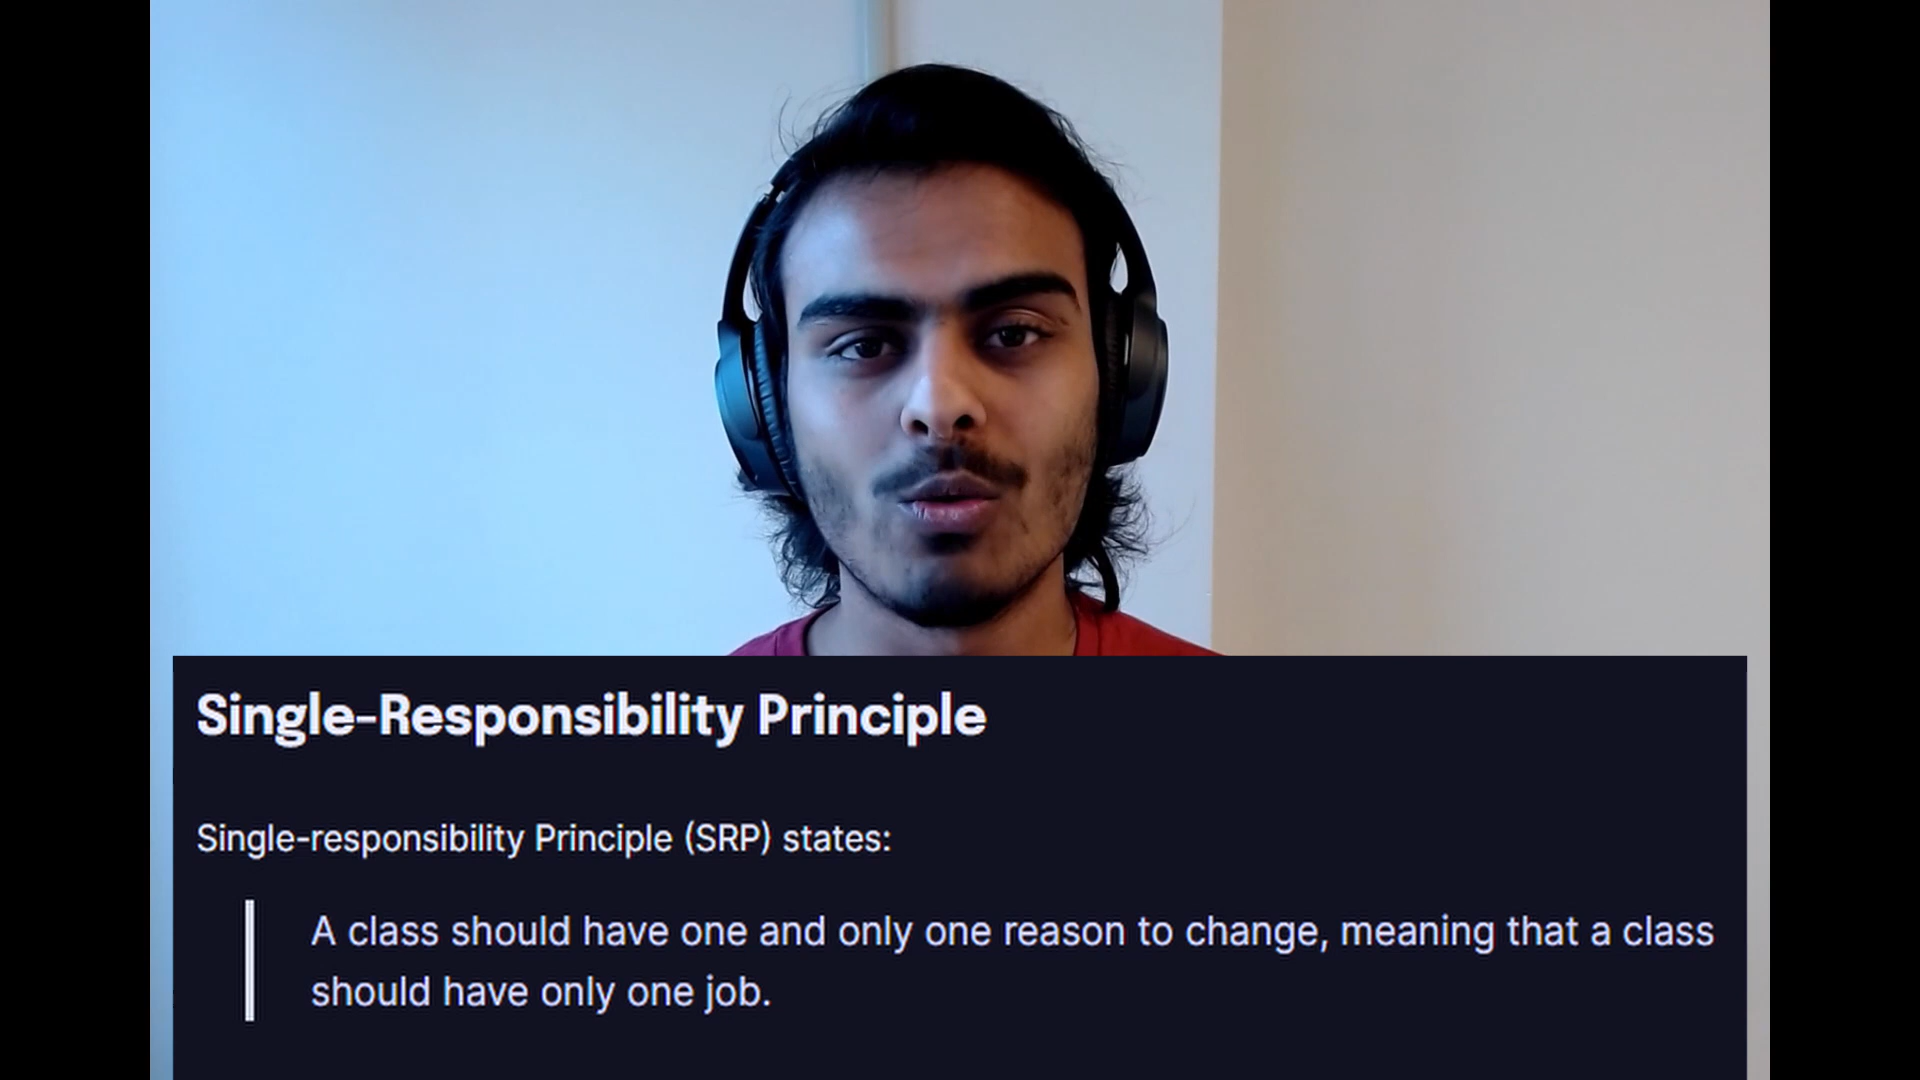 Single-Responsibility Principle
Single-responsibility Principle (SRP) states:
A class should have one and only one reason to change, meaning that a class
should have only one job.